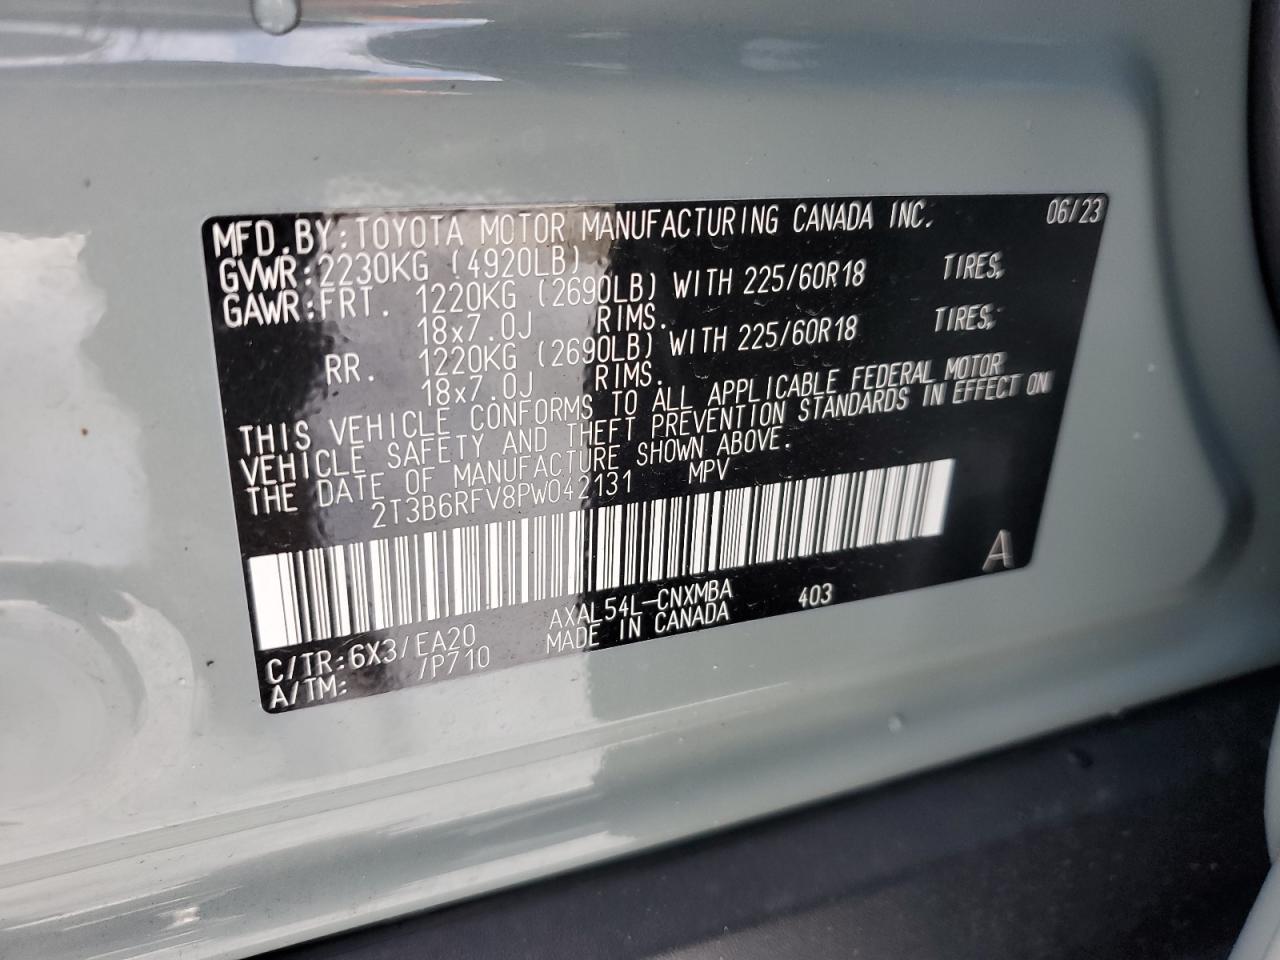 MFD.BY:TOYOTA MOTOR MANUFACTURING CANADA INC. 06/23
GVWR:2230KG (4920LB)
GAWR:FRT. 1220KG (2690LB) WITH 225/60R18 TIRES,
18x7.0J RIMS.
RR. 1220KG (2690LB) WITH 225/60R18 TIRES,
18x7.0J RIMS.
THIS VEHICLE CONFORMS TO ALL APPLICABLE FEDERAL MOTOR
VEHICLE SAFETY AND THEFT PREVENTION STANDARDS IN EFFECT ON
THE DATE OF MANUFACTURE SHOWN ABOVE.
2T3B6RFV8PW042131 MPV
A
C/TR:6X3/EA20 AXAL54L-CNXMBA 403
A/TM: /P710 MADE IN CANADA